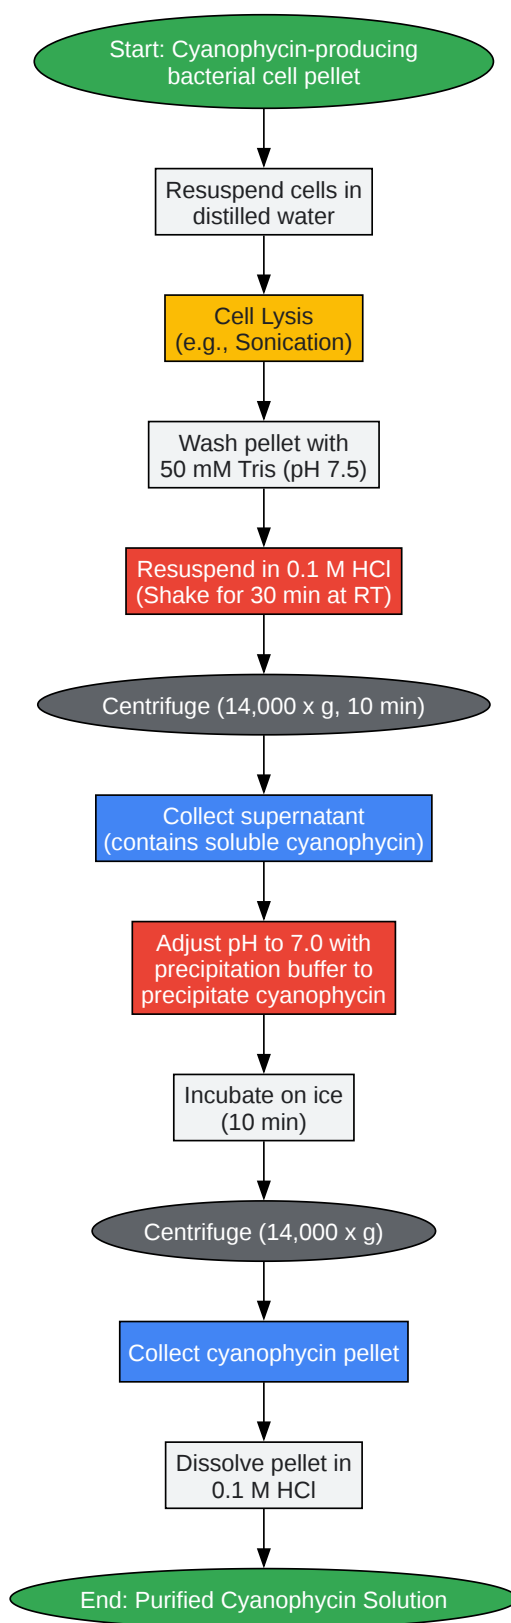 Start: Cyanophycin-producing
bacterial cell pellet
Resuspend cells in
distilled water
Cell Lysis
(e.g., Sonication)
Wash pellet with
50 mM Tris (pH 7.5)
Resuspend in 0.1 M HCl
(Shake for 30 min at RT)
Centrifuge (14,000 x g, 10 min)
Collect supernatant
(contains soluble cyanophycin)
Adjust pH to 7.0 with
precipitation buffer to
precipitate cyanophycin
Incubate on ice
(10 min)
Centrifuge (14,000 x g)
Collect cyanophycin pellet
Dissolve pellet in
0.1 M HCl
End: Purified Cyanophycin Solution